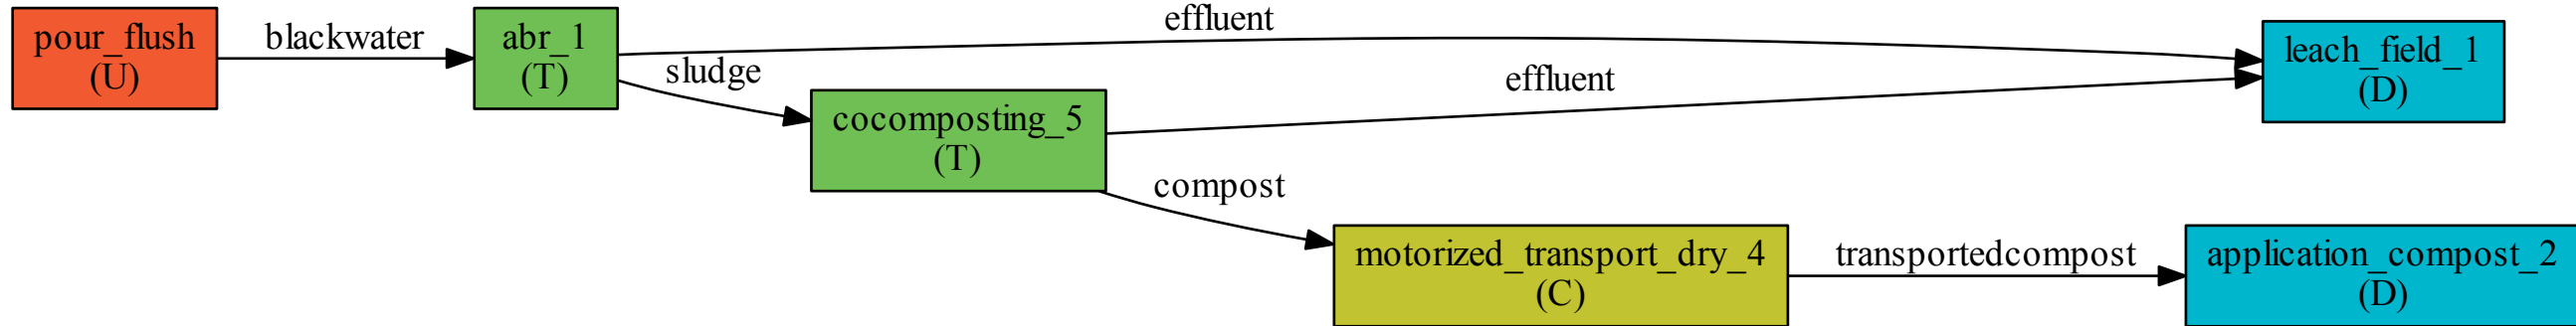 pour_flush
(U)
blackwater
abr_1
(T)
effluent
sludge
cocomposting_5
(T)
effluent
leach_field_1
(D)
compost
motorized_transport_dry_4
(C)
transportedcompost
application_compost_2
(D)